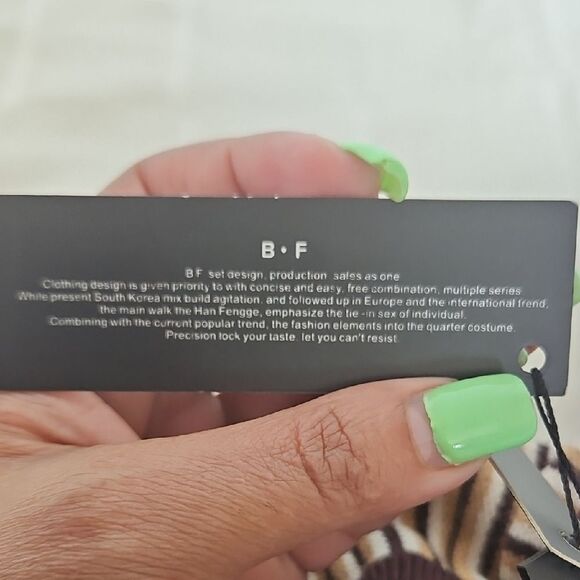 B·F
B.F set design, production, sales as one
Clothing design is given priority to with concise and easy, free combination, multiple series
While present South Korea mix build agitation, and followed up in Europe and the international trend,
the main walk the Han Fengge, emphasize the tie-in sex of individual.
Combining with the current popular trend, the fashion elements into the quarter costume.
Precision lock your taste, let you can't resist